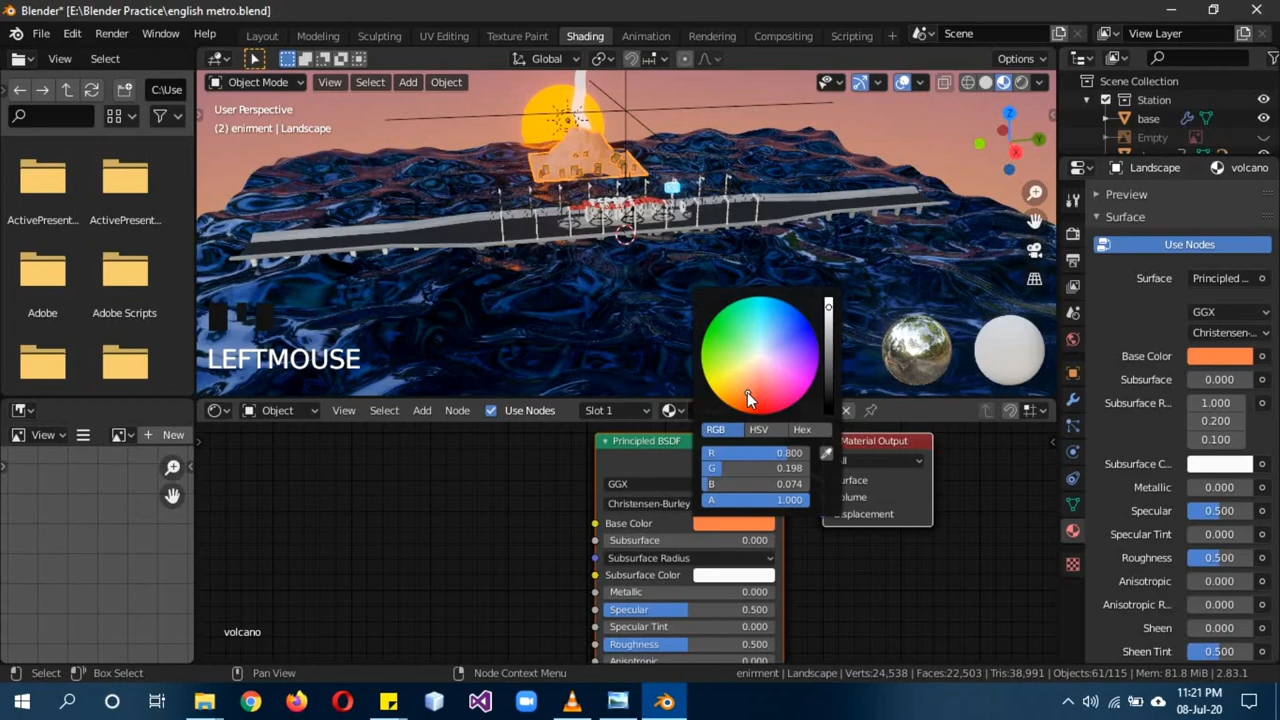 Blender* [E:\Blender Practice\english metro.blend]
File Edit Render Window Help Layout Modeling Sculpting UV Editing Texture Paint Shading Animation Rendering Compositing Scripting + Scene View Layer
View Select Global Options
C:\Use Object Mode View Select Add Object Scene Collection
Station
base
Empty
User Perspective
(2) enirment | Landscape
Landscape volcano
ActivePresent... ActivePresent...
Preview
Surface
Use Nodes
Surface Principled ...
GGX
Christensen-...
Adobe Adobe Scripts
Base Color
Subsurface 0.000
Subsurface R... 1.000
0.200
0.100
LEFTMOUSE
Object View Select Add Node Use Nodes Slot 1
RGB HSV Hex
R 0.800
G 0.198
B 0.074
A 1.000
View + New
Principled BSDF
GGX
Christensen-Burley
Base Color
Subsurface 0.000
Subsurface Radius
Subsurface Color
Metallic 0.000
Specular 0.500
Specular Tint 0.000
Roughness 0.500
Anisotropic 0.000
Material Output
Subsurface C...
Metallic 0.000
Specular 0.500
Specular Tint 0.000
Roughness 0.500
Anisotropic 0.000
Anisotropic R... 0.000
Sheen 0.000
Sheen Tint 0.500
volcano
Select Box Select Pan View Node Context Menu enirment | Landscape | Verts:24,538 | Faces:22,503 | Tris:38,991 | Objects:61/115 | Mem: 81.8 MiB | 2.83.1
11:21 PM
08-Jul-20